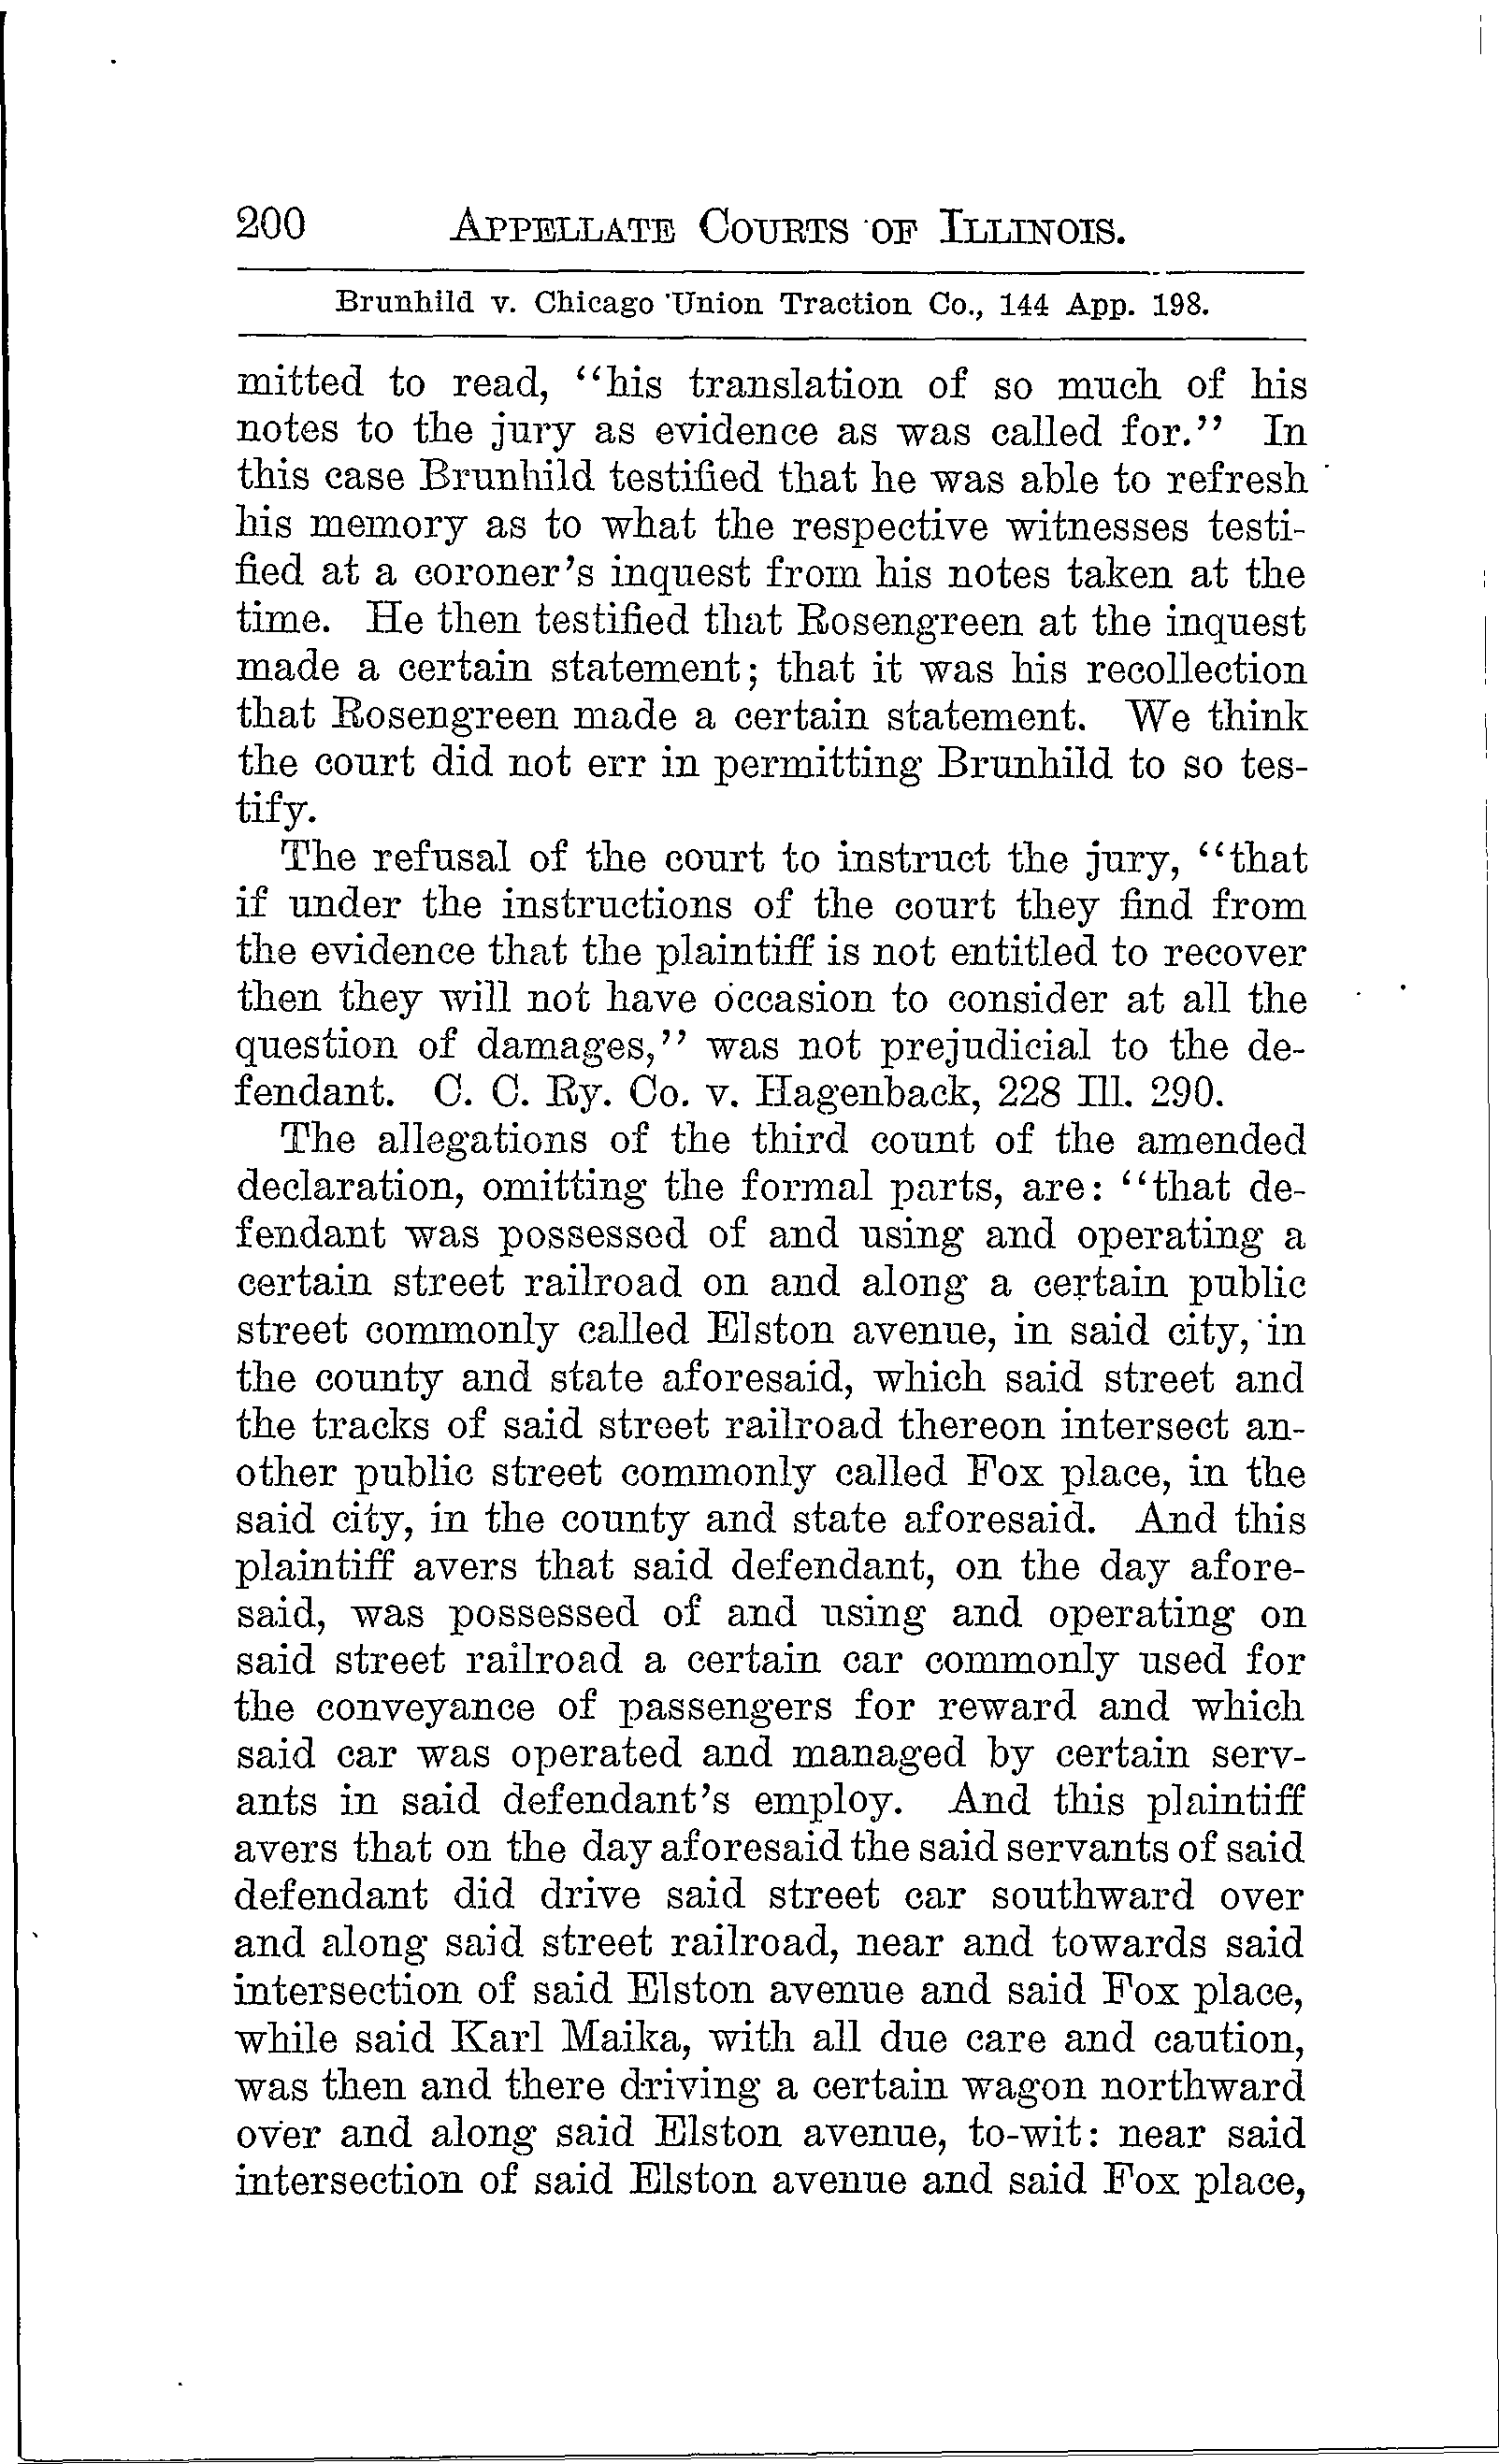 200 APPELLATE COURTS OF ILLINOIS.
Brunhild v. Chicago Union Traction Co., 144 App. 198.
mitted to read, "his translation of so much of his
notes to the jury as evidence as was called for." In
this case Brunhild testified that he was able to refresh
his memory as to what the respective witnesses testi-
fied at a coroner's inquest from his notes taken at the
time. He then testified that Rosengreen at the inquest
made a certain statement; that it was his recollection
that Rosengreen made a certain statement. We think
the court did not err in permitting Brunhild to so tes-
tify.
The refusal of the court to instruct the jury, "that
if under the instructions of the court they find from
the evidence that the plaintiff is not entitled to recover
then they will not have occasion to consider at all the
question of damages," was not prejudicial to the de-
fendant. C. C. Ry. Co. v. Hagenback, 228 Ill. 290.
The allegations of the third count of the amended
declaration, omitting the formal parts, are: "that de-
fendant was possessed of and using and operating a
certain street railroad on and along a certain public
street commonly called Elston avenue, in said city, in
the county and state aforesaid, which said street and
the tracks of said street railroad thereon intersect an-
other public street commonly called Fox place, in the
said city, in the county and state aforesaid. And this
plaintiff avers that said defendant, on the day afore-
said, was possessed of and using and operating on
said street railroad a certain car commonly used for
the conveyance of passengers for reward and which
said car was operated and managed by certain serv-
ants in said defendant's employ. And this plaintiff
avers that on the day aforesaid the said servants of said
defendant did drive said street car southward over
and along said street railroad, near and towards said
intersection of said Elston avenue and said Fox place,
while said Karl Maika, with all due care and caution,
was then and there driving a certain wagon northward
over and along said Elston avenue, to-wit: near said
intersection of said Elston avenue and said Fox place,